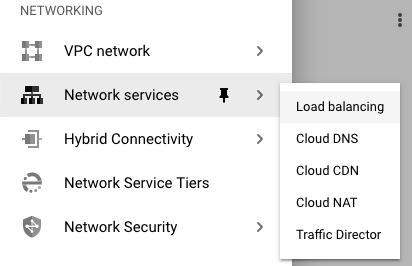 NETWORKING
VPC network
Network services
Load balancing
Cloud DNS
Cloud CDN
Cloud NAT
Traffic Director
Hybrid Connectivity
Network Service Tiers
Network Security